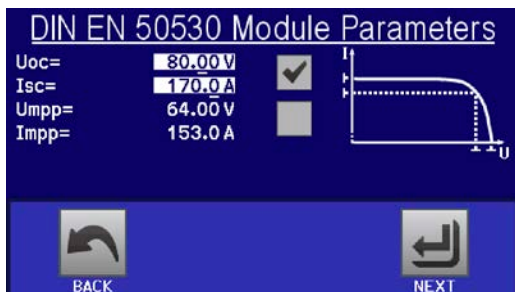 DIN EN 50530 Module Parameters
Uoc= 80.00 V
Isc= 170.0 A
Umpp= 64.00 V
Impp= 153.0 A
I
U
BACK
NEXT